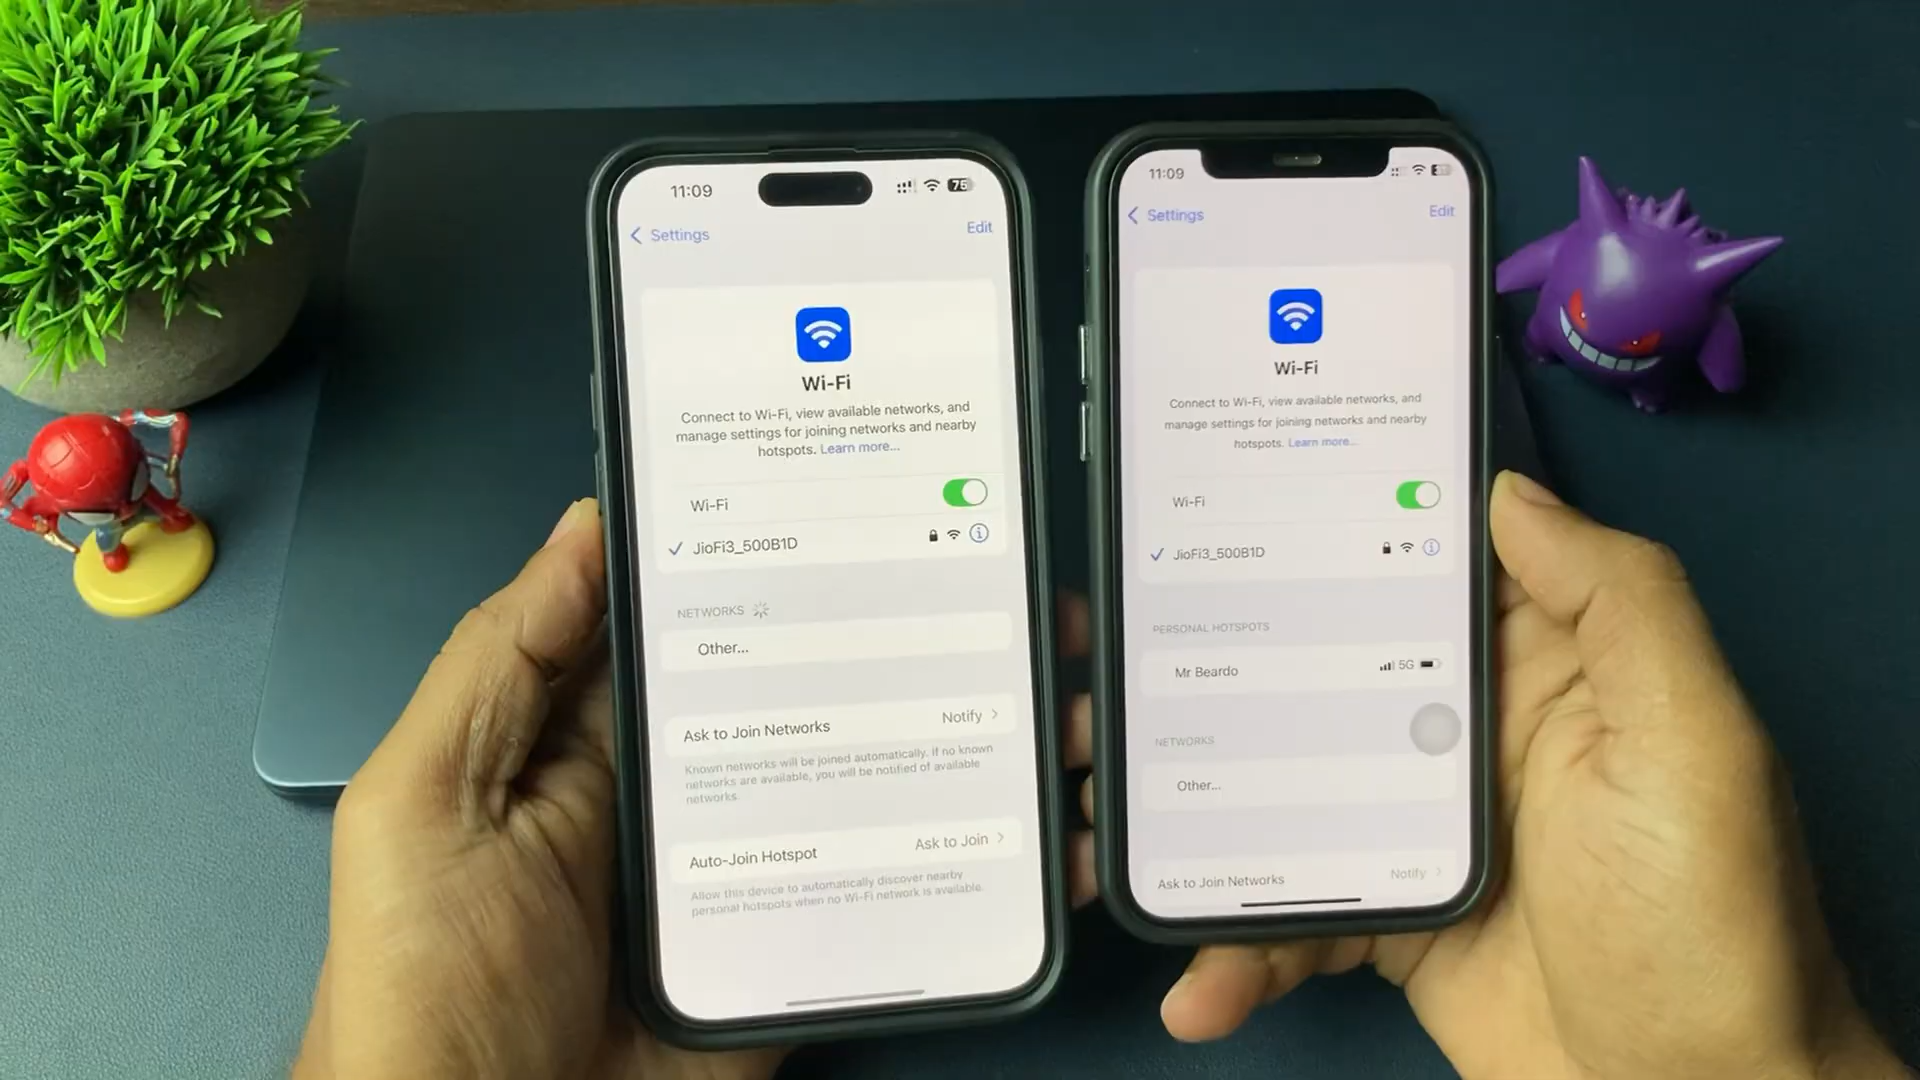 11:09
75
Settings
Edit
Wi-Fi
Connect to Wi-Fi, view available networks, and
manage settings for joining networks and nearby
hotspots. Learn more...
Wi-Fi
JioFi3_500B1D
NETWORKS
Other...
Ask to Join Networks
Notify
Known networks will be joined automatically. If no known
networks are available, you will be notified of available
networks.
Auto-Join Hotspot
Ask to Join
Allow this device to automatically discover nearby
personal hotspots when no Wi-Fi network is available.
11:09
Settings
Edit
Wi-Fi
Connect to Wi-Fi, view available networks, and
manage settings for joining networks and nearby
hotspots. Learn more...
Wi-Fi
JioFi3_500B1D
PERSONAL HOTSPOTS
Mr Beardo
5G
NETWORKS
Other...
Ask to Join Networks
Notify